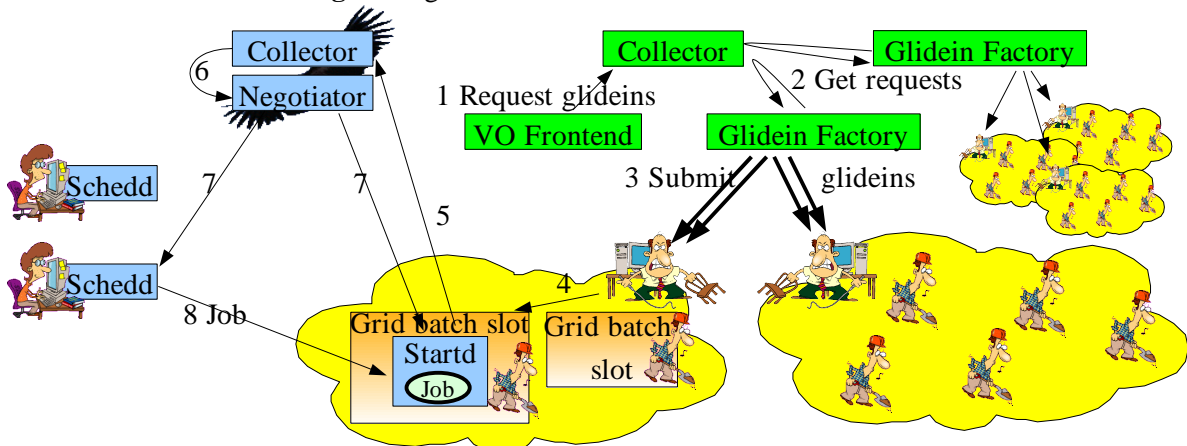 Collector
Negotiator
6
Collector
Glidein Factory
2 Get requests
1 Request glideins
VO Frontend
Glidein Factory
3 Submit glideins
Schedd
Schedd
7
7
5
4
8 Job
Grid batch slot
Startd
Job
Grid batch
slot